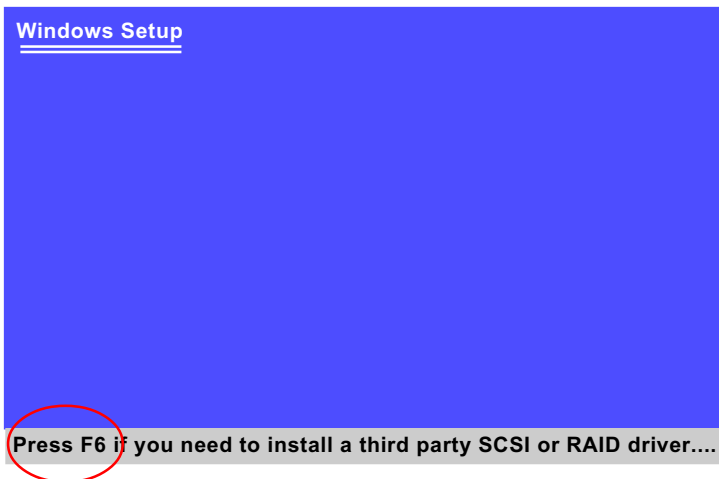 Windows Setup
Press F6 if you need to install a third party SCSI or RAID driver....